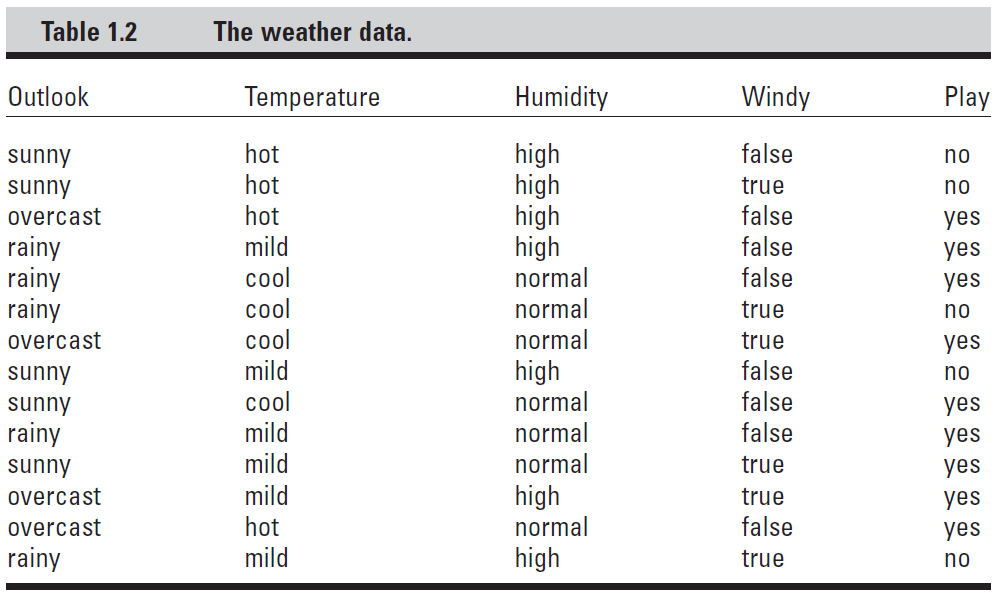 Table 1.2 The weather data.
Outlook Temperature Humidity Windy Play
sunny hot high false no
sunny hot high true no
overcast hot high false yes
rainy mild high false yes
rainy cool normal false yes
rainy cool normal true no
overcast cool normal true yes
sunny mild high false no
sunny cool normal false yes
rainy mild normal false yes
sunny mild normal true yes
overcast mild high true yes
overcast hot normal false yes
rainy mild high true no